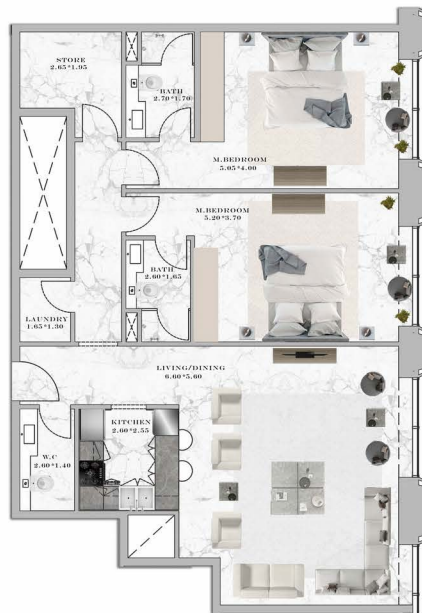 STORE
2.65*1.95
BATH
2.70*1.70
M.BEDROOM
5.05*4.00
M.BEDROOM
5.20*3.70
BATH
2.60*1.65
LAUNDRY
1.65*1.30
LIVING/DINING
6.60*5.60
KITCHEN
2.60*2.55
W.C
2.60*1.40